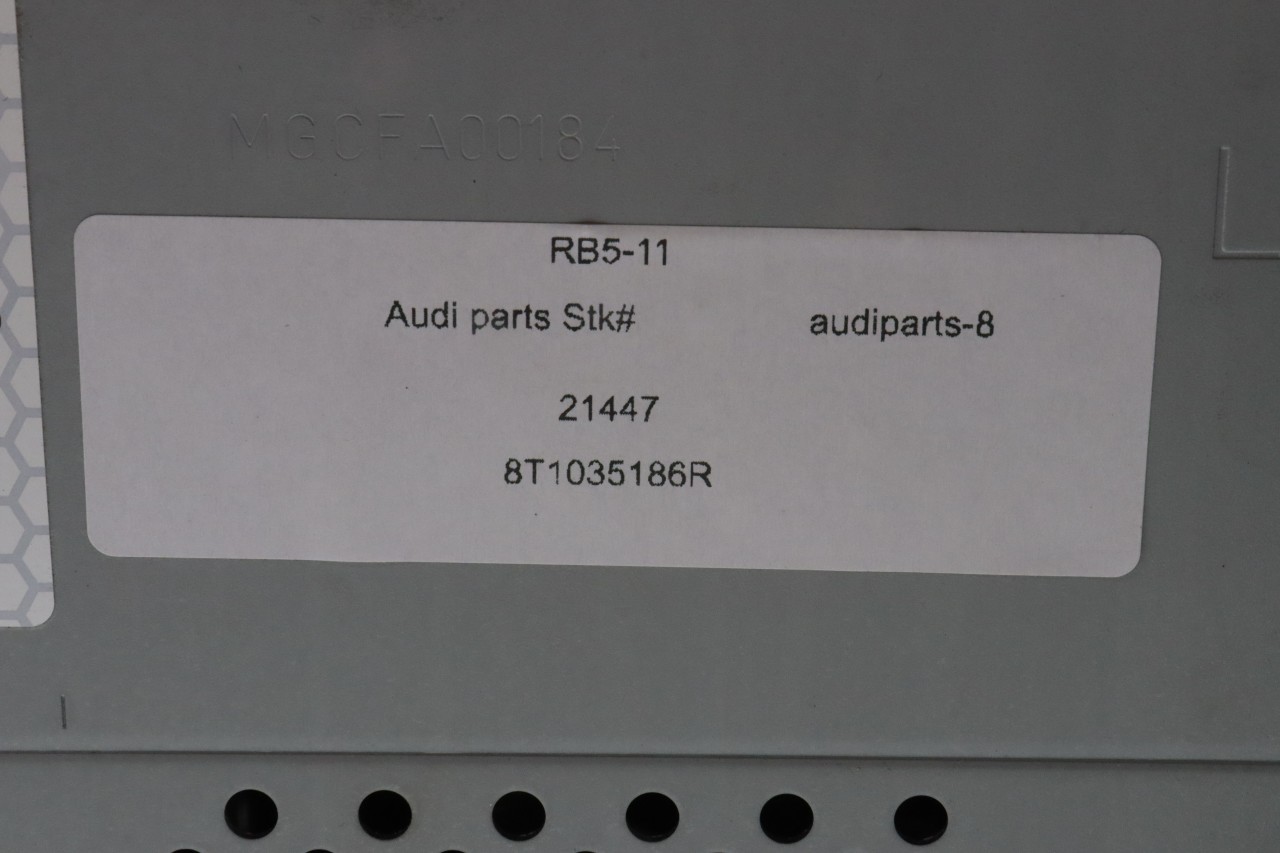 MGCFA00184
RB5-11
Audi parts Stk# audiparts-8
21447
8T1035186R